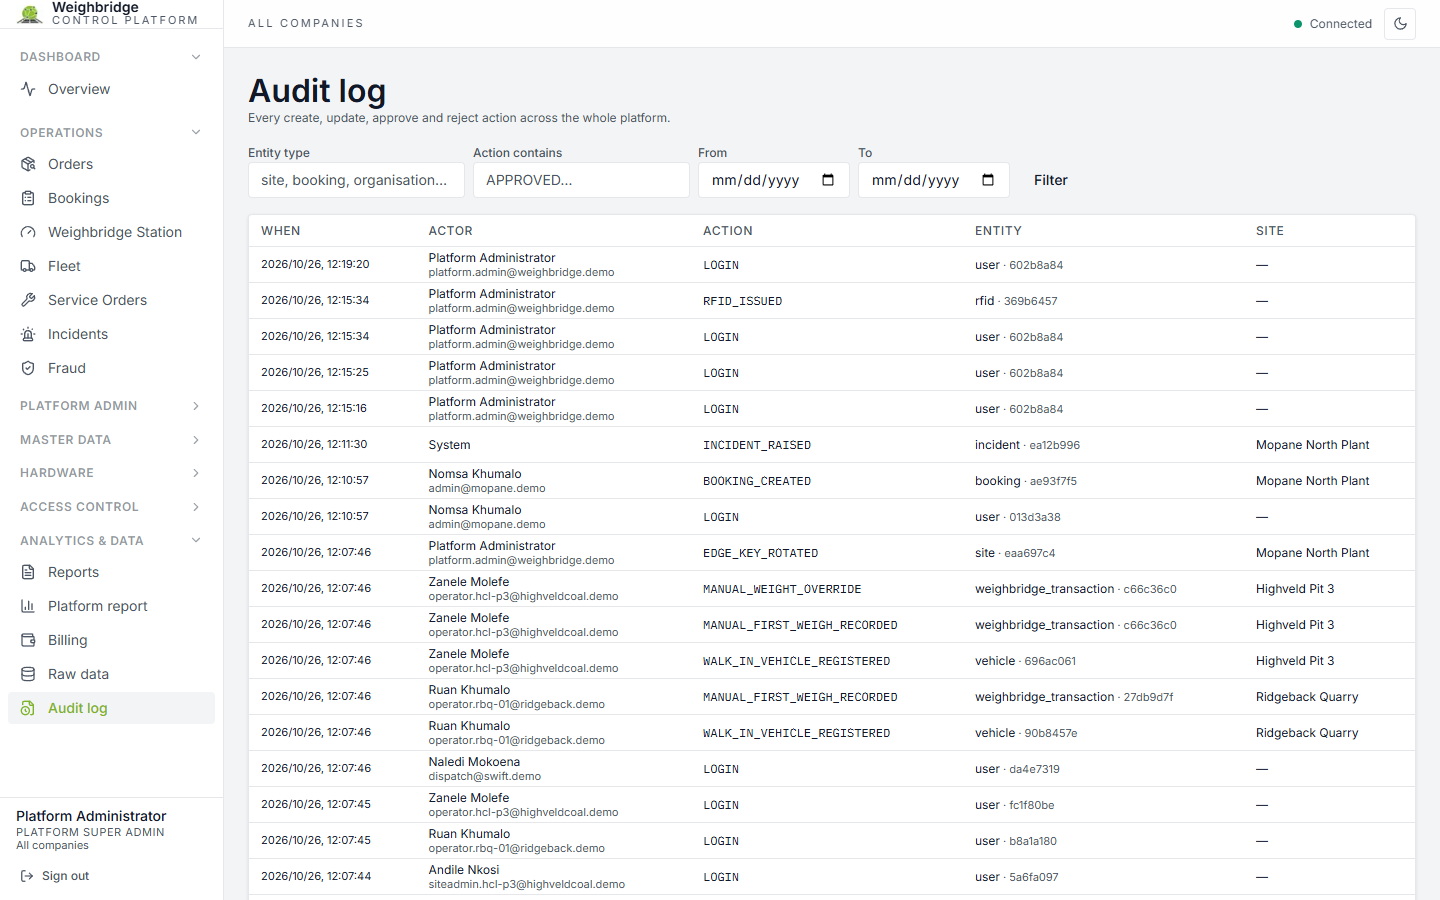 Weighbridge
CONTROL PLATFORM
DASHBOARD
Overview
OPERATIONS
Orders
Bookings
Weighbridge Station
Fleet
Service Orders
Incidents
Fraud
PLATFORM ADMIN
MASTER DATA
HARDWARE
ACCESS CONTROL
ANALYTICS & DATA
Reports
Platform report
Billing
Raw data
Audit log
Platform Administrator
PLATFORM SUPER ADMIN
All companies
Sign out
ALL COMPANIES
Connected
Audit log
Every create, update, approve and reject action across the whole platform.
Entity type Action contains From To
site, booking, organisation... APPROVED... mm/dd/yyyy mm/dd/yyyy Filter
WHEN ACTOR ACTION ENTITY SITE
2026/10/26, 12:19:20 Platform Administrator LOGIN user · 602b8a84 —
platform.admin@weighbridge.demo
2026/10/26, 12:15:34 Platform Administrator RFID_ISSUED rfid · 369b6457 —
platform.admin@weighbridge.demo
2026/10/26, 12:15:34 Platform Administrator LOGIN user · 602b8a84 —
platform.admin@weighbridge.demo
2026/10/26, 12:15:25 Platform Administrator LOGIN user · 602b8a84 —
platform.admin@weighbridge.demo
2026/10/26, 12:15:16 Platform Administrator LOGIN user · 602b8a84 —
platform.admin@weighbridge.demo
2026/10/26, 12:11:30 System INCIDENT_RAISED incident · ea12b996 Mopane North Plant
2026/10/26, 12:10:57 Nomsa Khumalo BOOKING_CREATED booking · ae93f7f5 Mopane North Plant
admin@mopane.demo
2026/10/26, 12:10:57 Nomsa Khumalo LOGIN user · 013d3a38 —
admin@mopane.demo
2026/10/26, 12:07:46 Platform Administrator EDGE_KEY_ROTATED site · eaa697c4 Mopane North Plant
platform.admin@weighbridge.demo
2026/10/26, 12:07:46 Zanele Molefe MANUAL_WEIGHT_OVERRIDE weighbridge_transaction · c66c36c0 Highveld Pit 3
operator.hcl-p3@highveldcoal.demo
2026/10/26, 12:07:46 Zanele Molefe MANUAL_FIRST_WEIGH_RECORDED weighbridge_transaction · c66c36c0 Highveld Pit 3
operator.hcl-p3@highveldcoal.demo
2026/10/26, 12:07:46 Zanele Molefe WALK_IN_VEHICLE_REGISTERED vehicle · 696ac061 Highveld Pit 3
operator.hcl-p3@highveldcoal.demo
2026/10/26, 12:07:46 Ruan Khumalo MANUAL_FIRST_WEIGH_RECORDED weighbridge_transaction · 27db9d7f Ridgeback Quarry
operator.rbq-01@ridgeback.demo
2026/10/26, 12:07:46 Ruan Khumalo WALK_IN_VEHICLE_REGISTERED vehicle · 90b8457e Ridgeback Quarry
operator.rbq-01@ridgeback.demo
2026/10/26, 12:07:46 Naledi Mokoena LOGIN user · da4e7319 —
dispatch@swift.demo
2026/10/26, 12:07:45 Zanele Molefe LOGIN user · fc1f80be —
operator.hcl-p3@highveldcoal.demo
2026/10/26, 12:07:45 Ruan Khumalo LOGIN user · b8a1a180 —
operator.rbq-01@ridgeback.demo
2026/10/26, 12:07:44 Andile Nkosi LOGIN user · 5a6fa097 —
siteadmin.hcl-p3@highveldcoal.demo